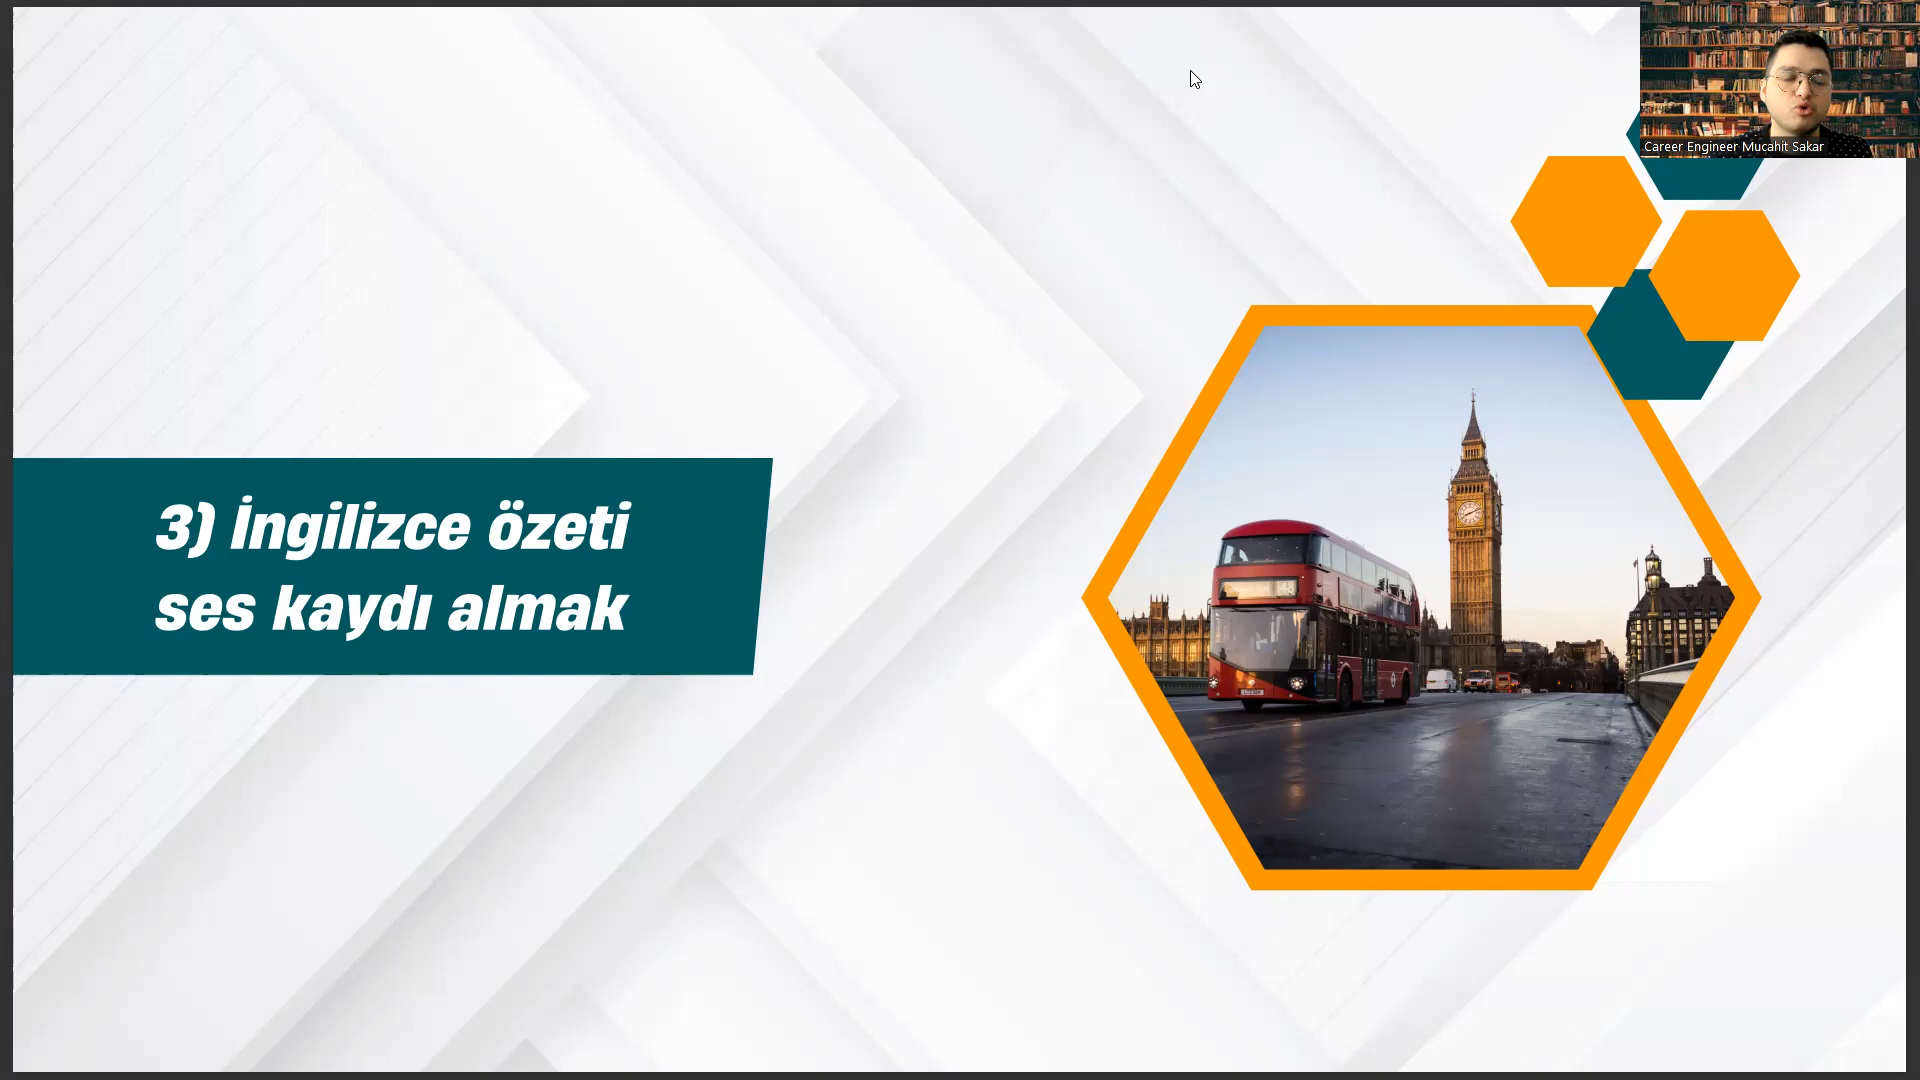 Career Engineer Mucahit Sakar
3) İngilizce özeti
ses kaydı almak